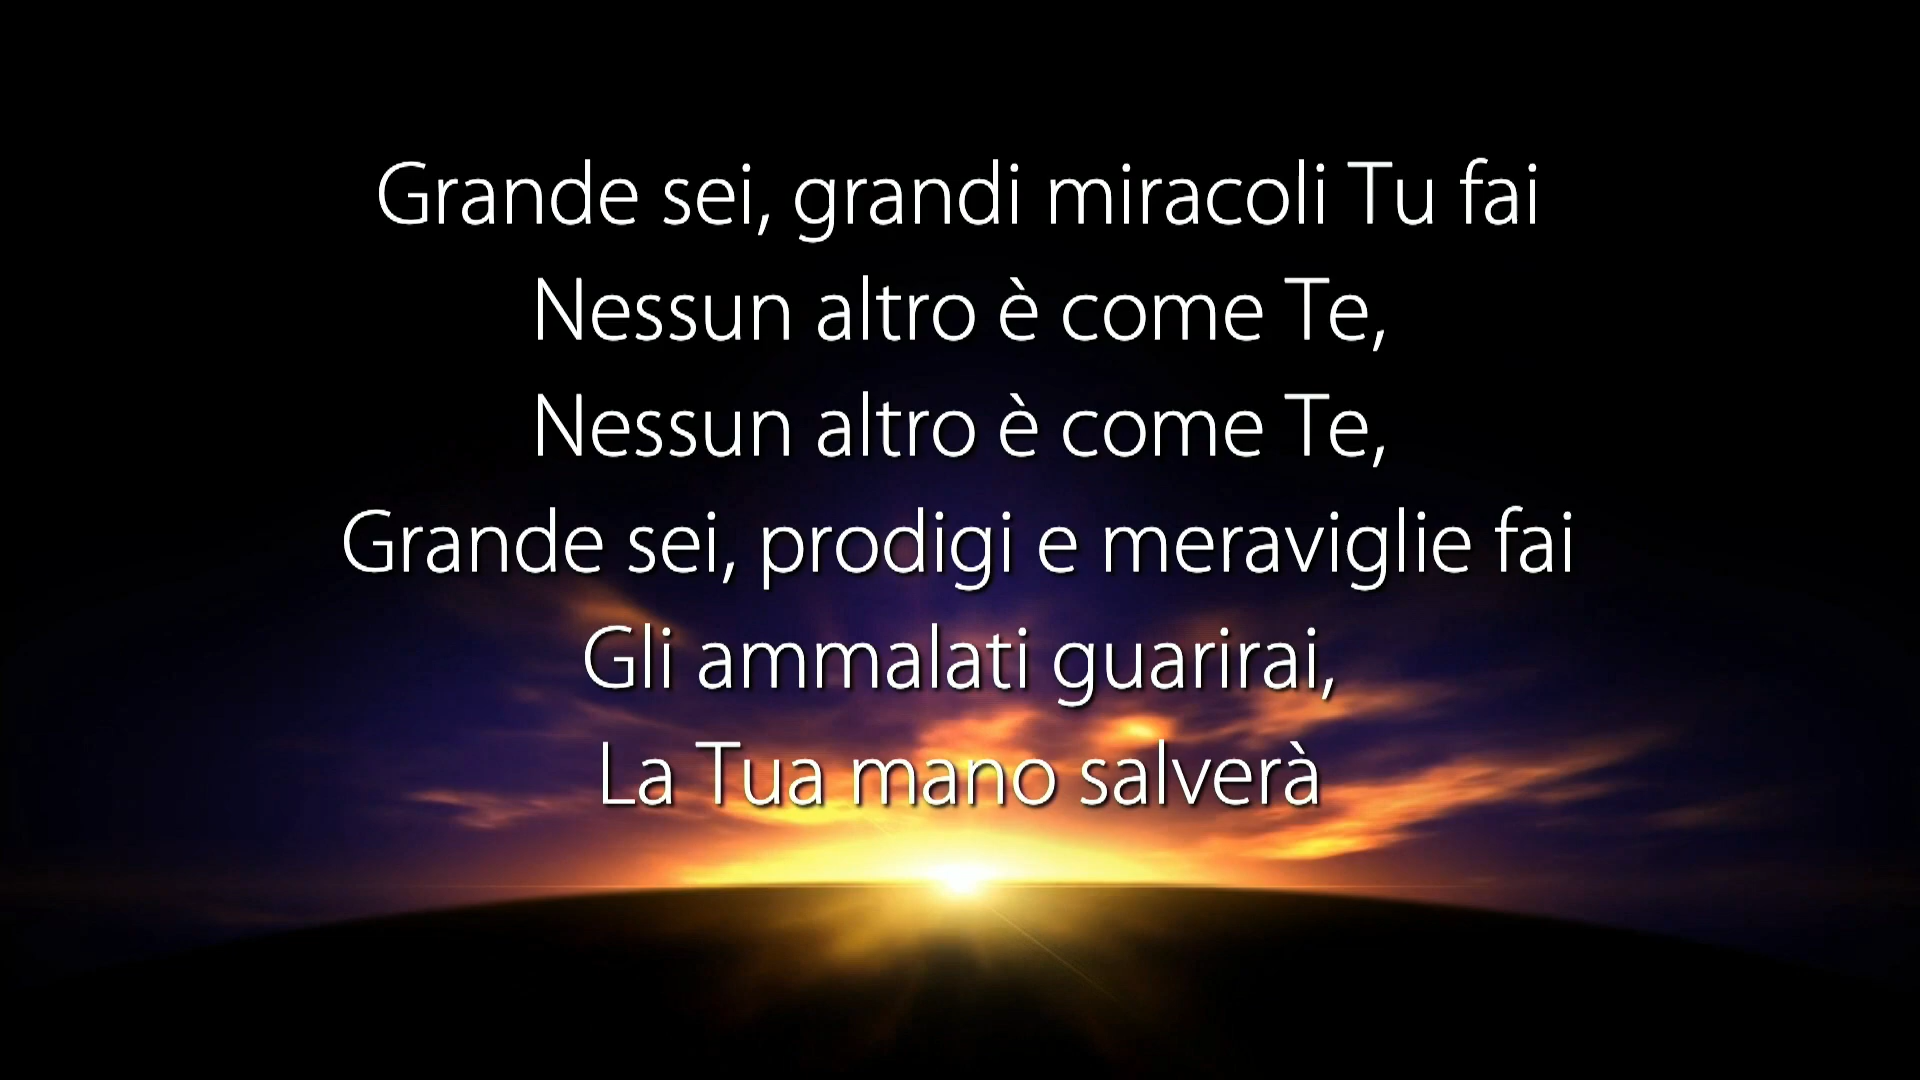 Grande sei, grandi miracoli Tu fai
Nessun altro è come Te,
Nessun altro è come Te,
Grande sei, prodigi e meraviglie fai
Gli ammalati guarirai,
La Tua mano salverà